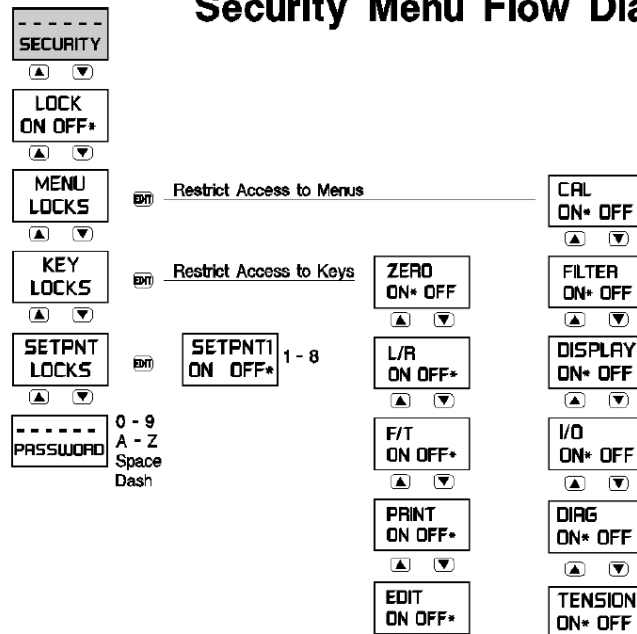 Security Menu Flow
- - - - - -
SECURITY
LOCK
ON OFF*
MENU
LOCKS
EDIT
Restrict Access to Menus
KEY
LOCKS
EDIT
Restrict Access to Keys
SETPNT
LOCKS
EDIT
SETPNT1
ON OFF*
1 - 8
- - - - - -
PASSWORD
0 - 9
A - Z
Space
Dash
ZERO
ON* OFF
L/R
ON OFF*
F/T
ON OFF*
PRINT
ON OFF*
EDIT
ON OFF*
CAL
ON* OFF
FILTER
ON* OFF
DISPLAY
ON* OFF
I/O
ON* OFF
DIAG
ON* OFF
TENSION
ON* OFF